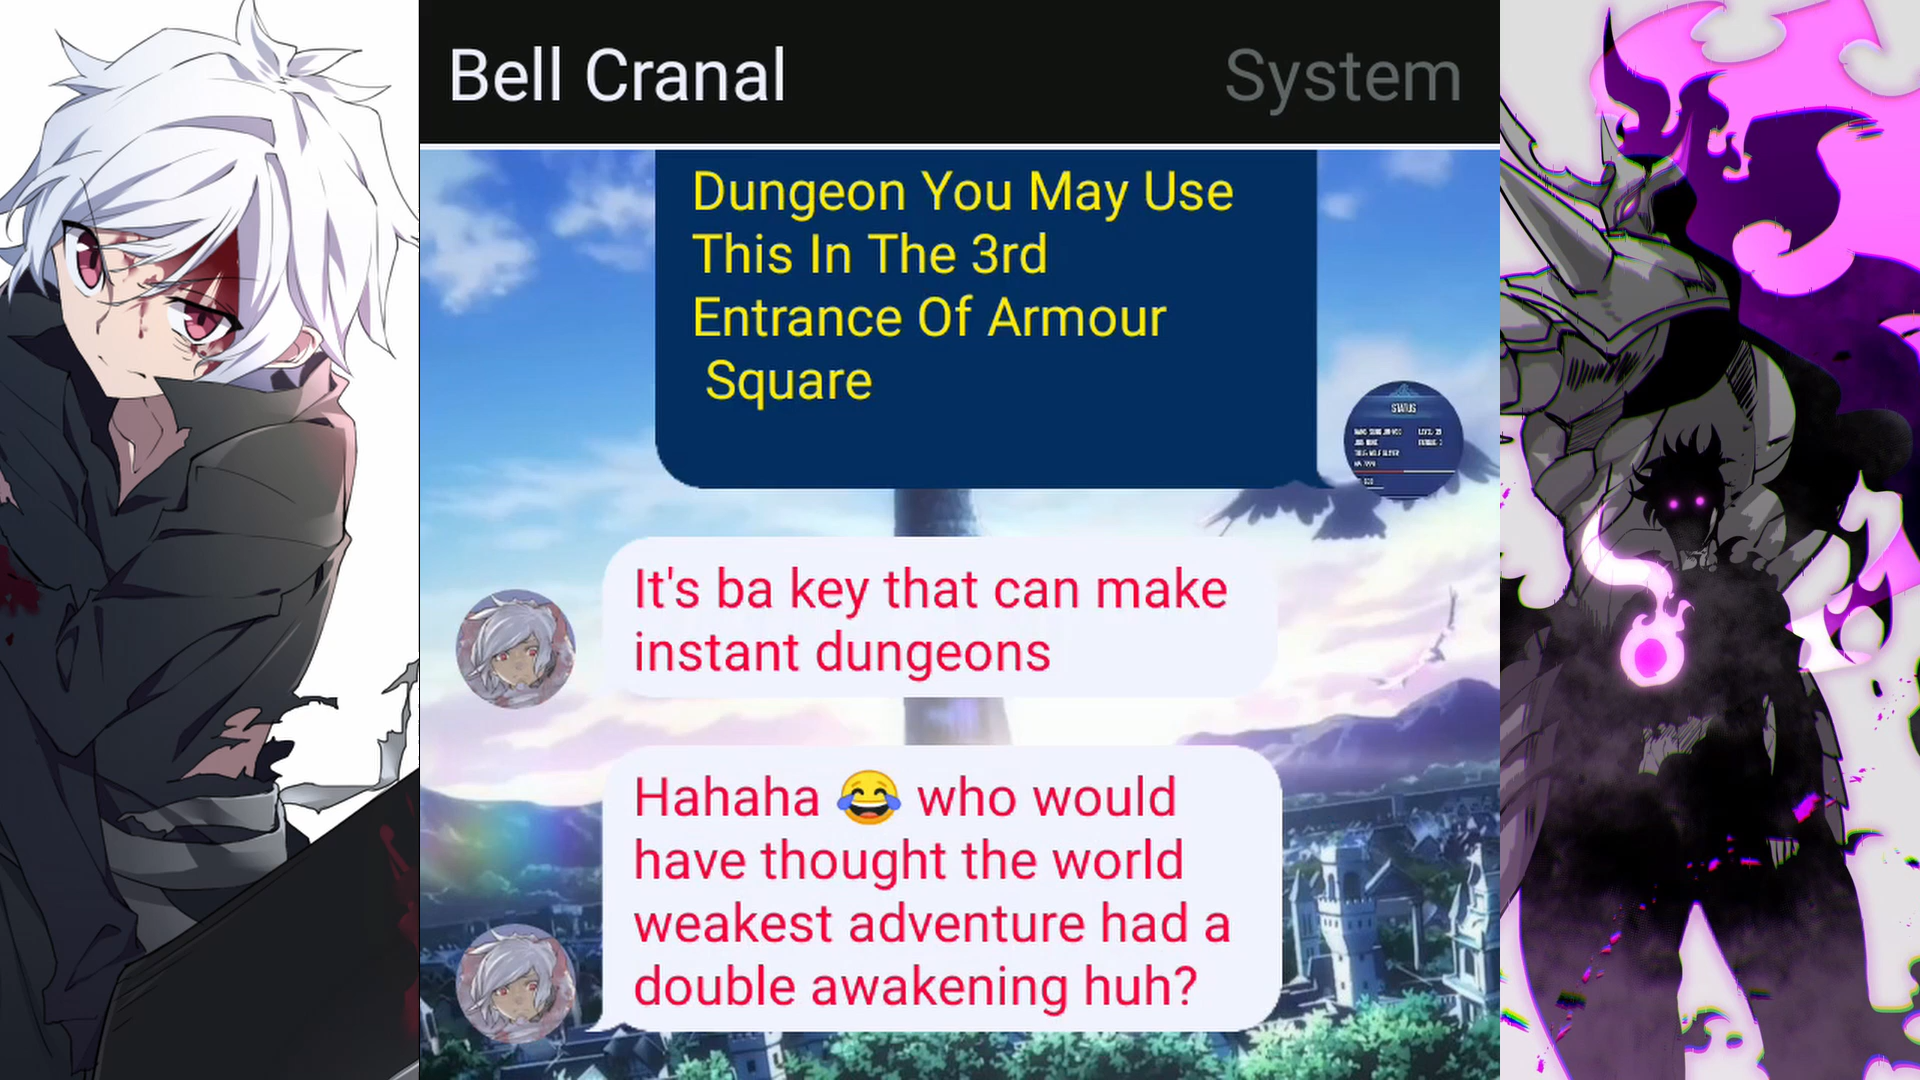 Bell Cranal
System
Dungeon You May Use
This In The 3rd
Entrance Of Armour
Square
STATUS
It's ba key that can make
instant dungeons
Hahaha 😂 who would
have thought the world
weakest adventure had a
double awakening huh?